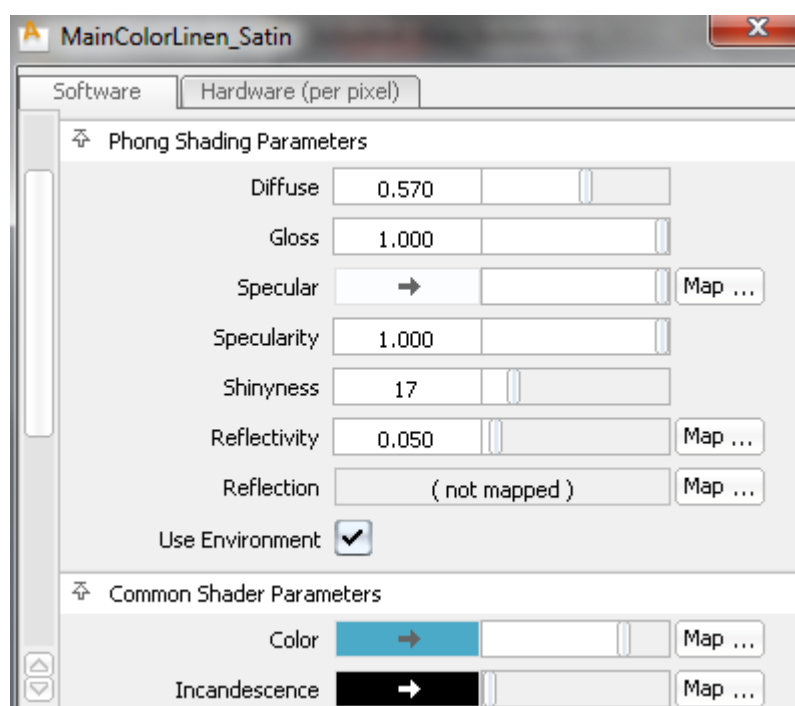 MainColorLinen_Satin
Software Hardware (per pixel)
Phong Shading Parameters
Diffuse 0.570
Gloss 1.000
Specular Map ...
Specularity 1.000
Shinyness 17
Reflectivity 0.050 Map ...
Reflection ( not mapped ) Map ...
Use Environment
Common Shader Parameters
Color Map ...
Incandescence Map ...